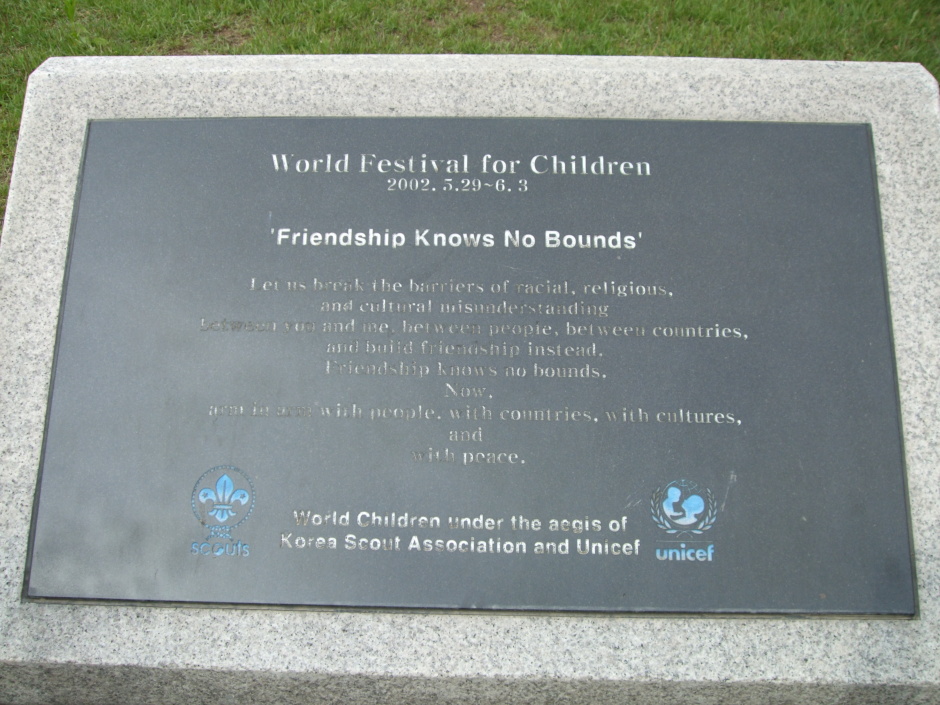 World Festival for Children
2002. 5.29~6. 3
'Friendship Knows No Bounds'
Let us break the barriers of racial, religious,
and cultural misunderstanding
between you and me, between people, between countries,
and build friendship instead.
Friendship knows no bounds.
Now,
arm in arm with people, with countries, with cultures,
and
with peace.
World Children under the aegis of
Korea Scout Association and Unicef
scouts
unicef